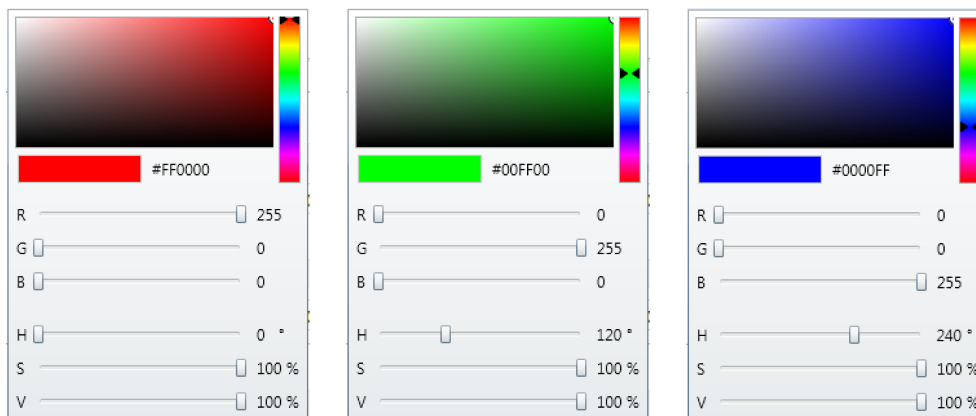 #FF0000
R 255
G 0
B 0
H 0 °
S 100 %
V 100 %
#00FF00
R 0
G 255
B 0
H 120 °
S 100 %
V 100 %
#0000FF
R 0
G 0
B 255
H 240 °
S 100 %
V 100 %